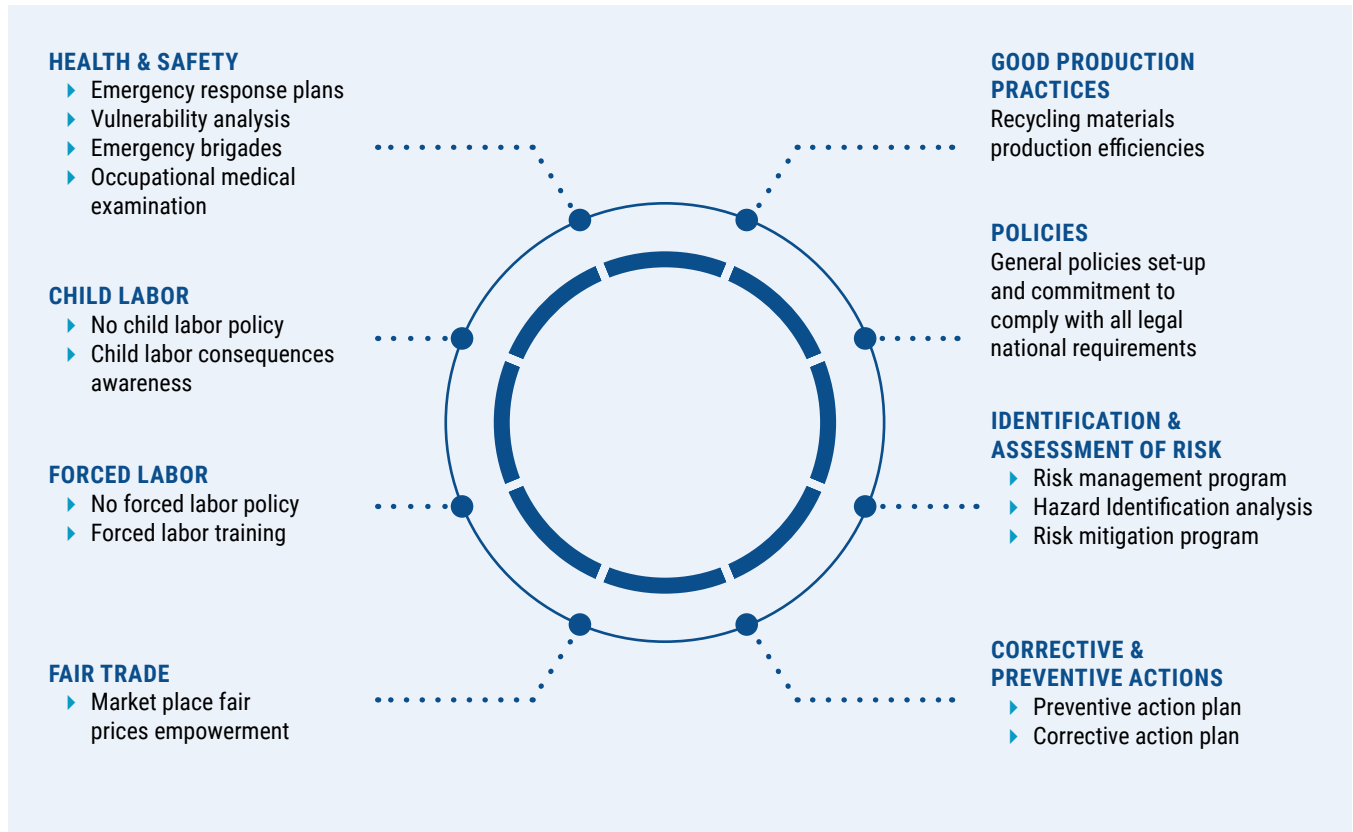 HEALTH & SAFETY
Emergency response plans
Vulnerability analysis
Emergency brigades
Occupational medical
examination
CHILD LABOR
No child labor policy
Child labor consequences
awareness
FORCED LABOR
No forced labor policy
Forced labor training
FAIR TRADE
Market place fair
prices empowerment
GOOD PRODUCTION
PRACTICES
Recycling materials
production efficiencies
POLICIES
General policies set-up
and commitment to
comply with all legal
national requirements
IDENTIFICATION &
ASSESSMENT OF RISK
Risk management program
Hazard Identification analysis
Risk mitigation program
CORRECTIVE &
PREVENTIVE ACTIONS
Preventive action plan
Corrective action plan